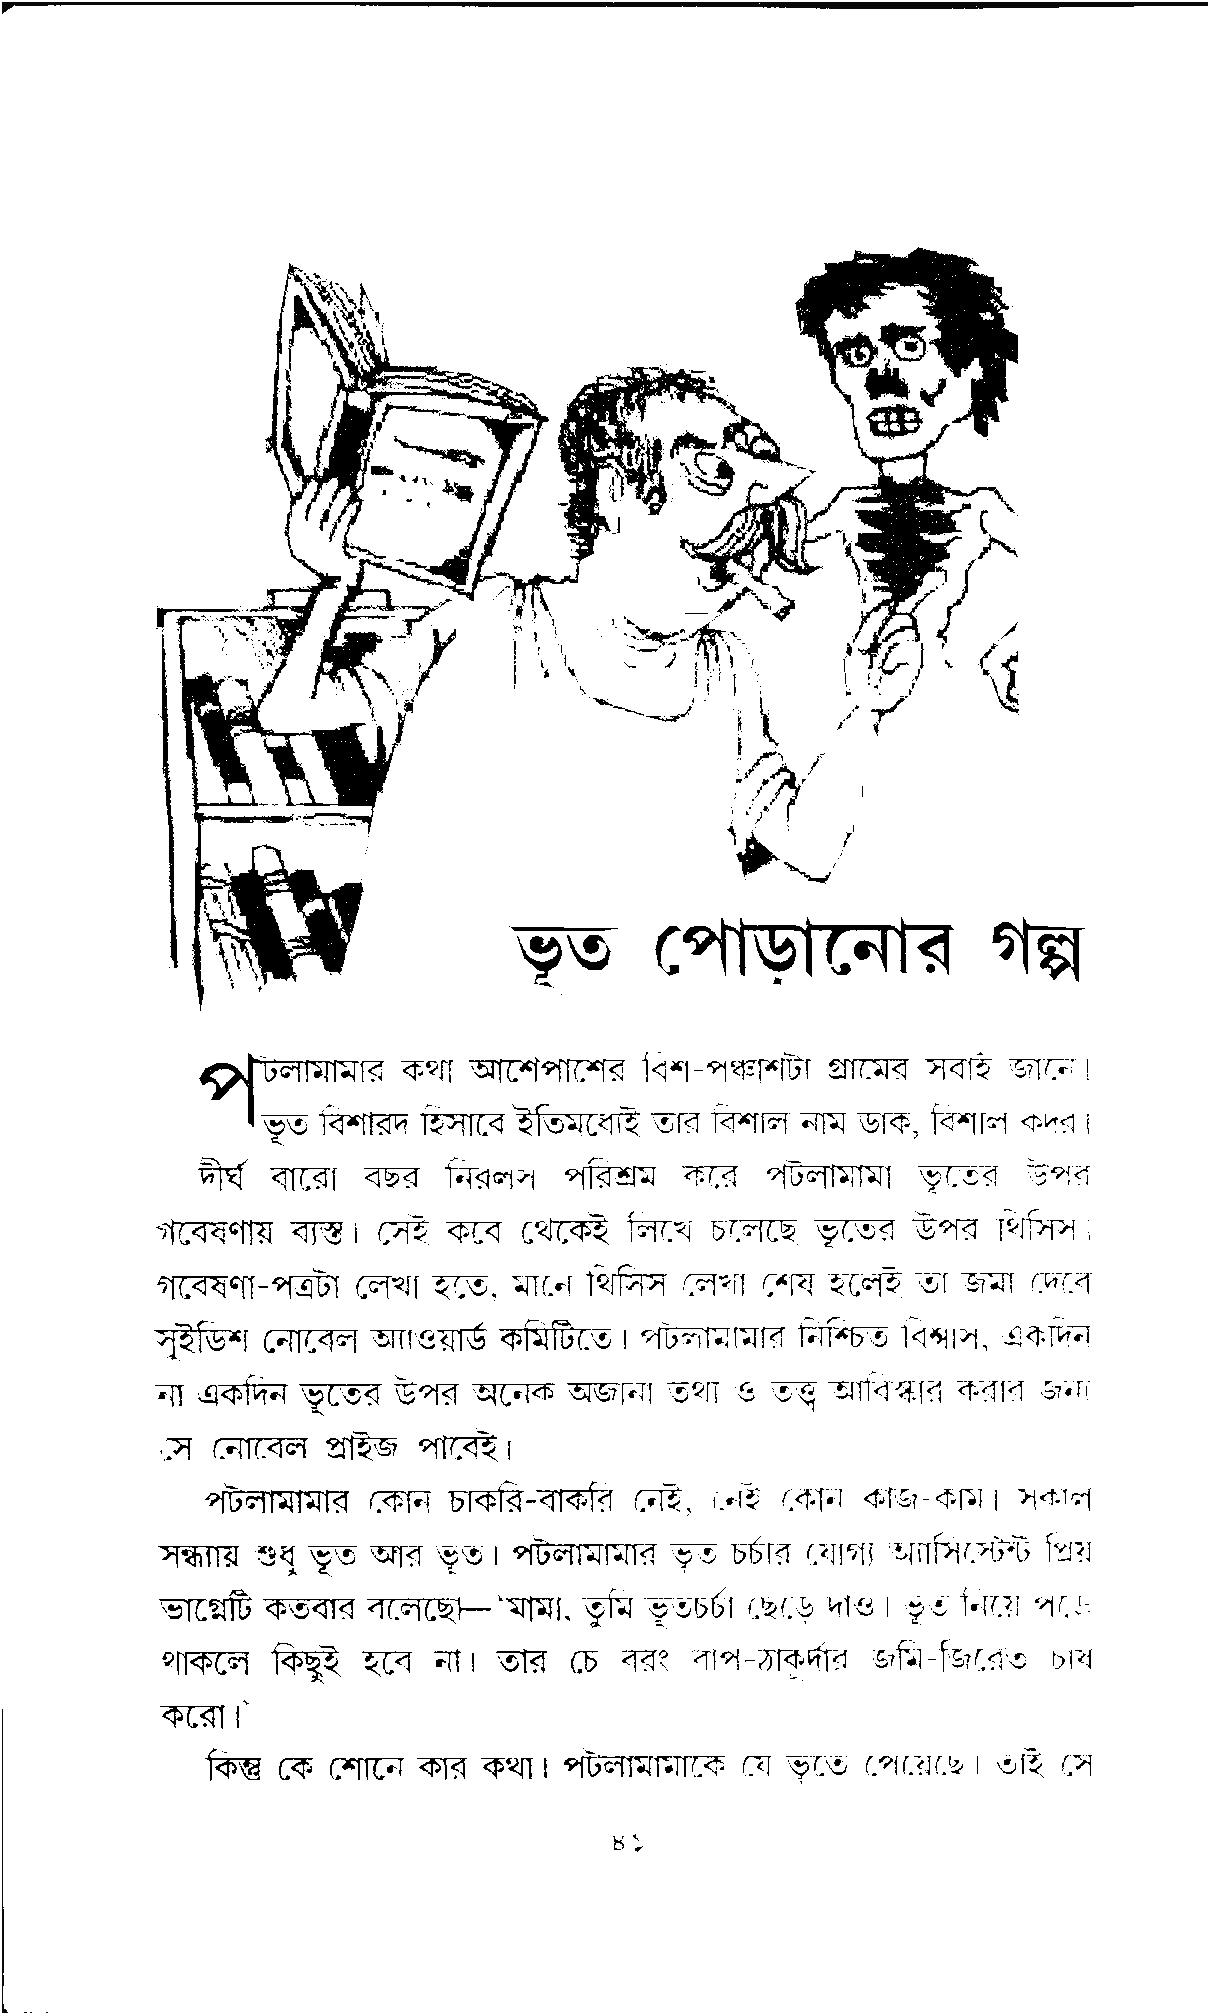 ভূত পোড়ানোর গল্প
পটলামামার কথা আশেপাশের বিশ-পঞ্চাশটা গ্রামের সবাই জানে।
ভূত বিশারদ হিসাবে ইতিমধ্যেই তার বিশাল নাম ডাক, বিশাল কদর।
দীর্ঘ বারো বছর নিরলস পরিশ্রম করে পটলামামা ভূতের উপর
গবেষণায় ব্যস্ত। সেই কবে থেকেই লিখে চলেছে ভূতের উপর থিসিস।
গবেষণা-পত্রটা লেখা হতে, মানে থিসিস লেখা শেষ হলেই তা জমা দেবে
সুইডিশ নোবেল অ্যাওয়ার্ড কমিটিতে। পটলামামার নিশ্চিত বিশ্বাস, একদিন
না একদিন ভূতের উপর অনেক অজানা তথ্য ও তত্ত্ব আবিস্কার করার জন্য
সে নোবেল প্রাইজ পাবেই।
পটলামামার কোন চাকরি-বাকরি নেই, নেই কোন কাজ-কাম। সকাল
সন্ধ্যায় শুধু ভূত আর ভূত। পটলামামার ভূত চর্চার যোগ্য অ্যাসিস্টেন্ট প্রিয়
ভাগ্নেটি কতবার বলেছে—‘মামা, তুমি ভূতচর্চা ছেড়ে দাও। ভূত নিয়ে পড়ে
থাকলে কিছুই হবে না। তার চে বরং বাপ-ঠাকুর্দার জমি-জিরেত চাষ
করো।’
কিন্তু কে শোনে কার কথা। পটলামামাকে যে ভূতে পেয়েছে। তাই সে
৪১